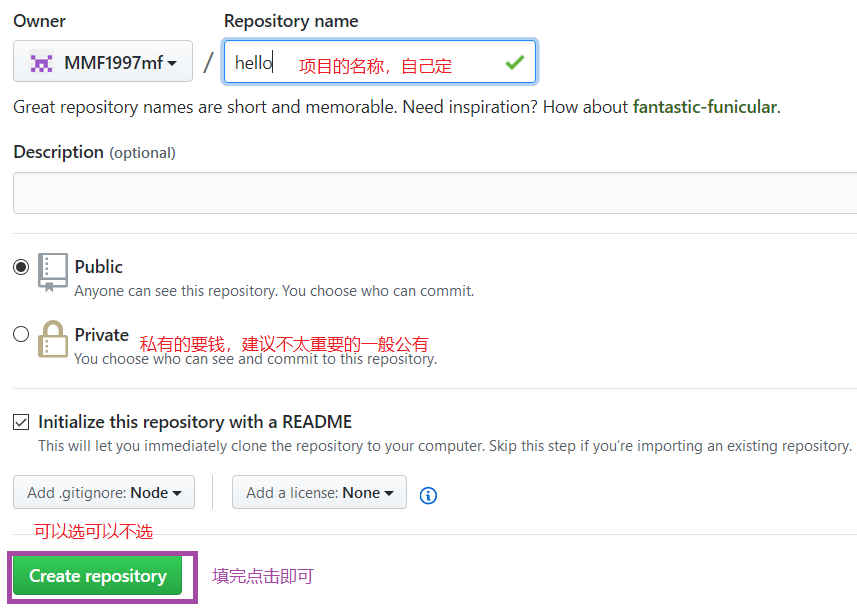 Owner Repository name
MMF1997mf / hello 项目的名称，自己定
Great repository names are short and memorable. Need inspiration? How about fantastic-funicular.
Description (optional)
Public
Anyone can see this repository. You choose who can commit.
Private 私有的要钱，建议不太重要的一般公有
You choose who can see and commit to this repository.
Initialize this repository with a README
This will let you immediately clone the repository to your computer. Skip this step if you’re importing an existing repository.
Add .gitignore: Node Add a license: None
可以选可以不选
Create repository 填完点击即可